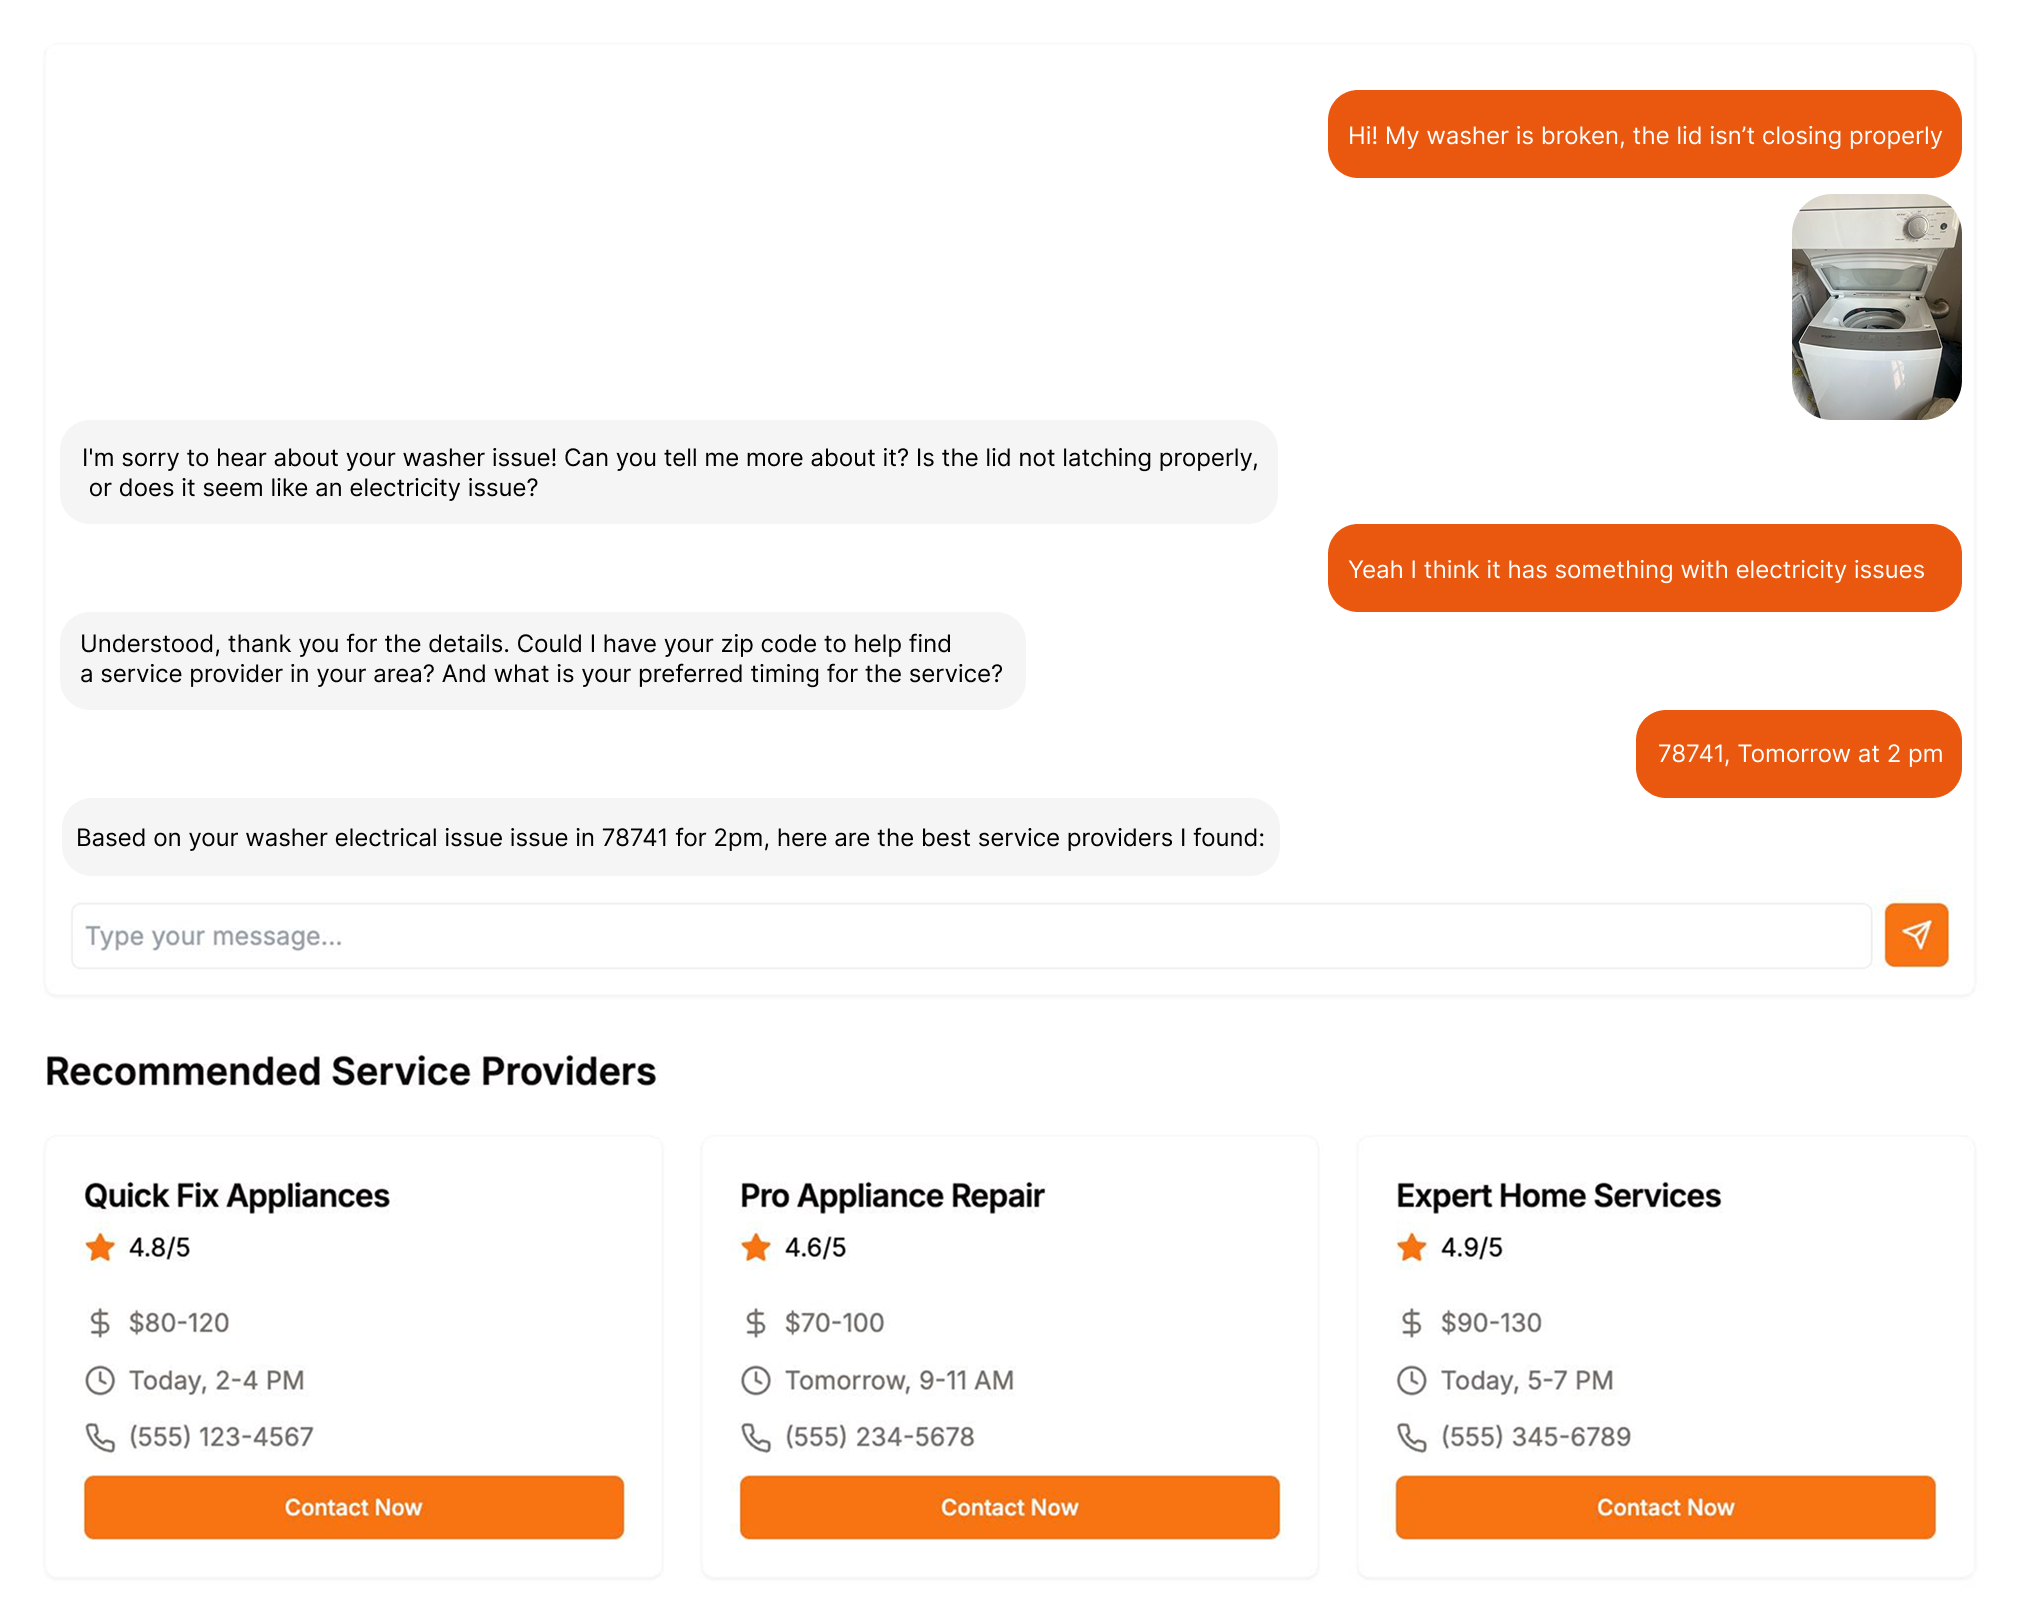 Hi! My washer is broken, the lid isn’t closing properly
I'm sorry to hear about your washer issue! Can you tell me more about it? Is the lid not latching properly,
or does it seem like an electricity issue?
Yeah I think it has something with electricity issues
Understood, thank you for the details. Could I have your zip code to help find
a service provider in your area? And what is your preferred timing for the service?
78741, Tomorrow at 2 pm
Based on your washer electrical issue issue in 78741 for 2pm, here are the best service providers I found:
Type your message...
Recommended Service Providers
Quick Fix Appliances
4.8/5
$80-120
Today, 2-4 PM
(555) 123-4567
Contact Now
Pro Appliance Repair
4.6/5
$70-100
Tomorrow, 9-11 AM
(555) 234-5678
Contact Now
Expert Home Services
4.9/5
$90-130
Today, 5-7 PM
(555) 345-6789
Contact Now